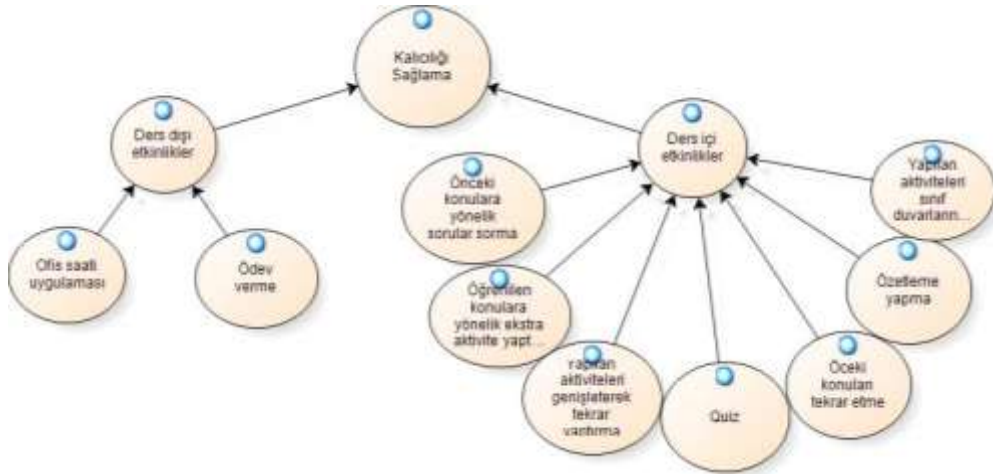 Kalıcılığı
Sağlama
Ders dışı
etkinlikler
Ders içi
etkinlikler
Ofis saati
uygulaması
Ödev
verme
Önceki
konulara
yönelik
sorular sorma
Öğrenilen
konulara
yönelik ekstra
aktivite yapt...
Yapılan
aktiviteleri
genişleterek
tekrar
yaptırma
Quiz
Öceki
konuları
tekrar etme
Özetleme
yapma
Yapılan
aktiviteleri
sınıf
duvarların...